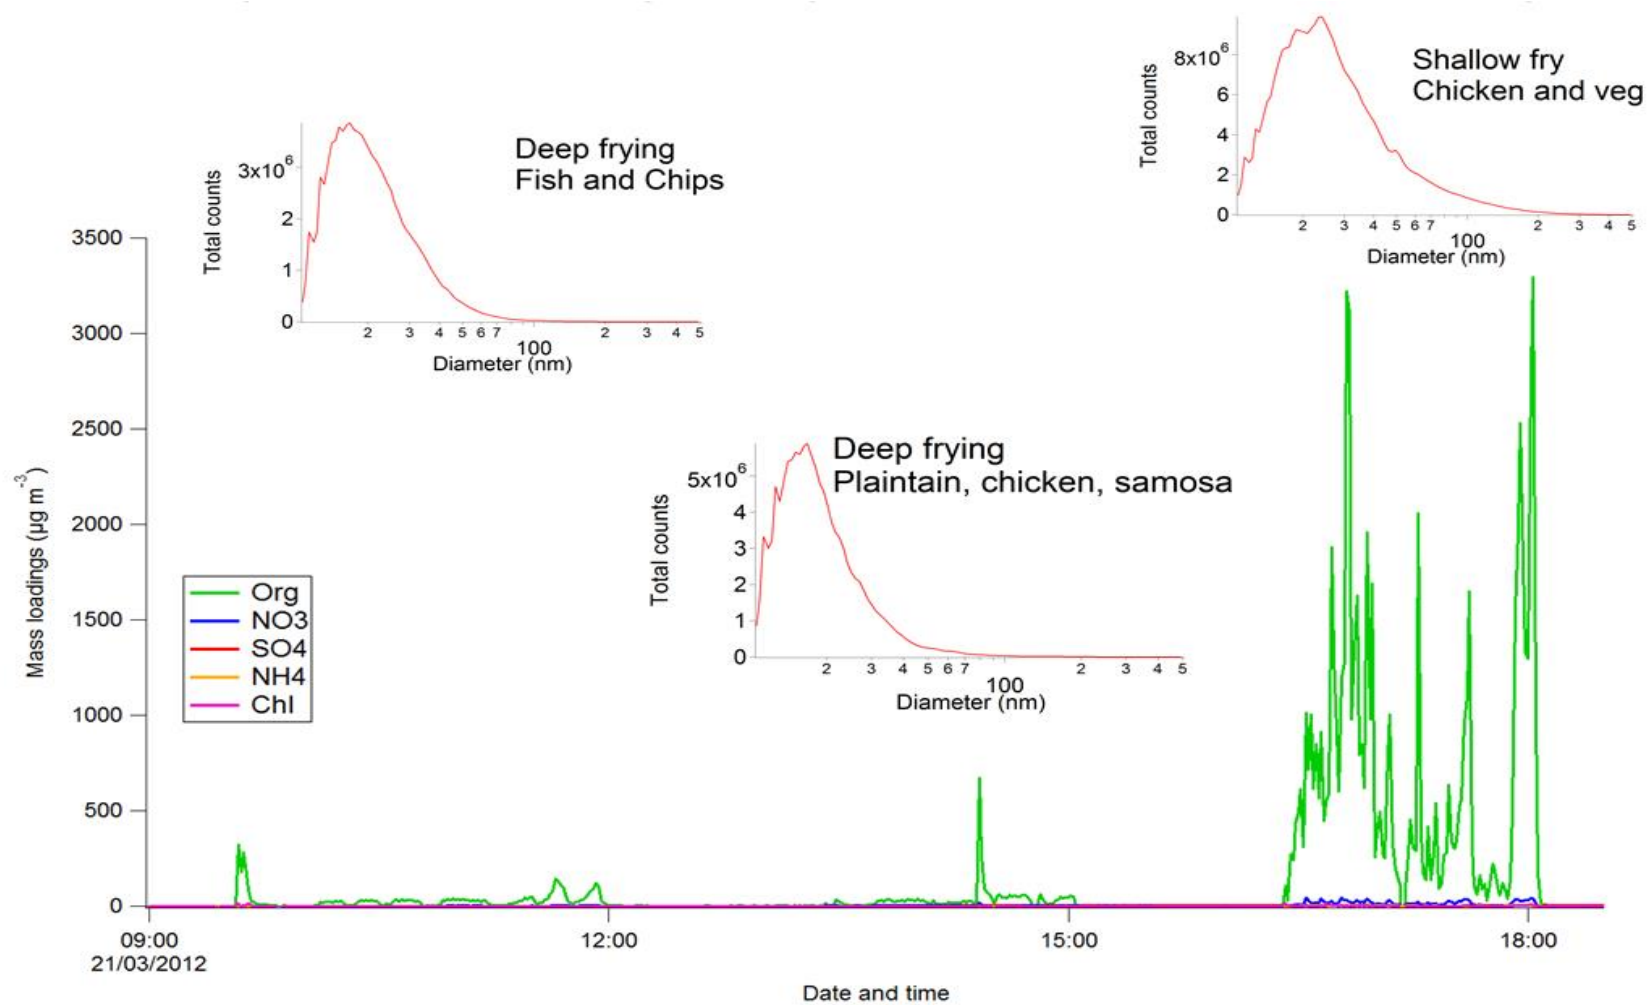 8x10^6
6
4
2
0
Total counts
Shallow fry
Chicken and veg
2 3 4 5 6 7 100 2 3 4 5
Diameter (nm)
3x10^6
2
1
0
Total counts
Deep frying
Fish and Chips
2 3 4 5 6 7 100 2 3 4 5
Diameter (nm)
5x10^6
4
3
2
1
0
Total counts
Deep frying
Plaintain, chicken, samosa
2 3 4 5 6 7 100 2 3 4 5
Diameter (nm)
3500
3000
2500
2000
1500
1000
500
0
Mass loadings (µg m^-3)
Org
NO3
SO4
NH4
Chl
09:00 12:00 15:00 18:00
21/03/2012
Date and time